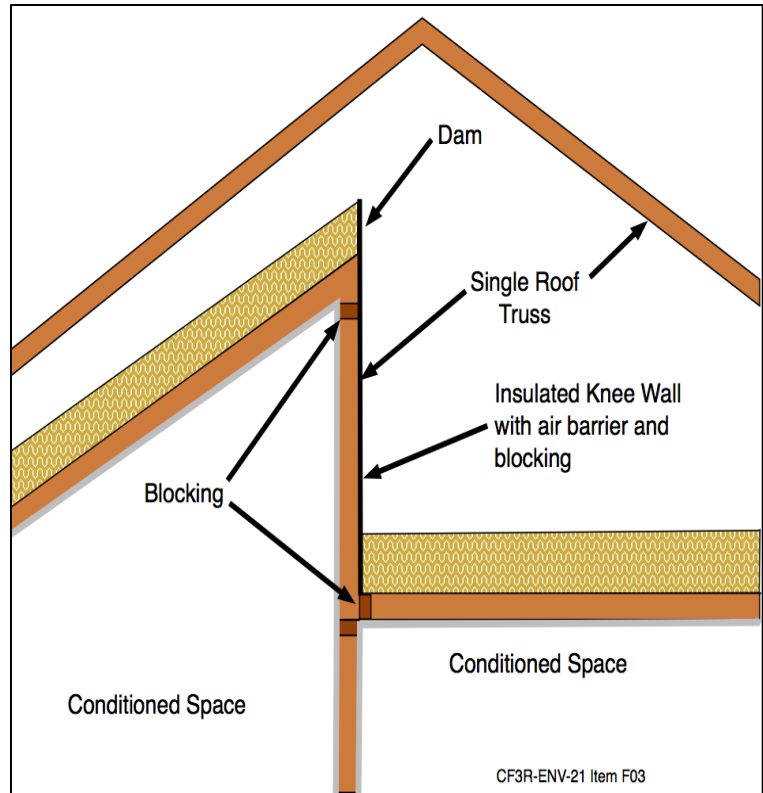 Dam
Single Roof
Truss
Insulated Knee Wall
with air barrier and
blocking
Blocking
Conditioned Space
Conditioned Space
CF3R-ENV-21 Item F03